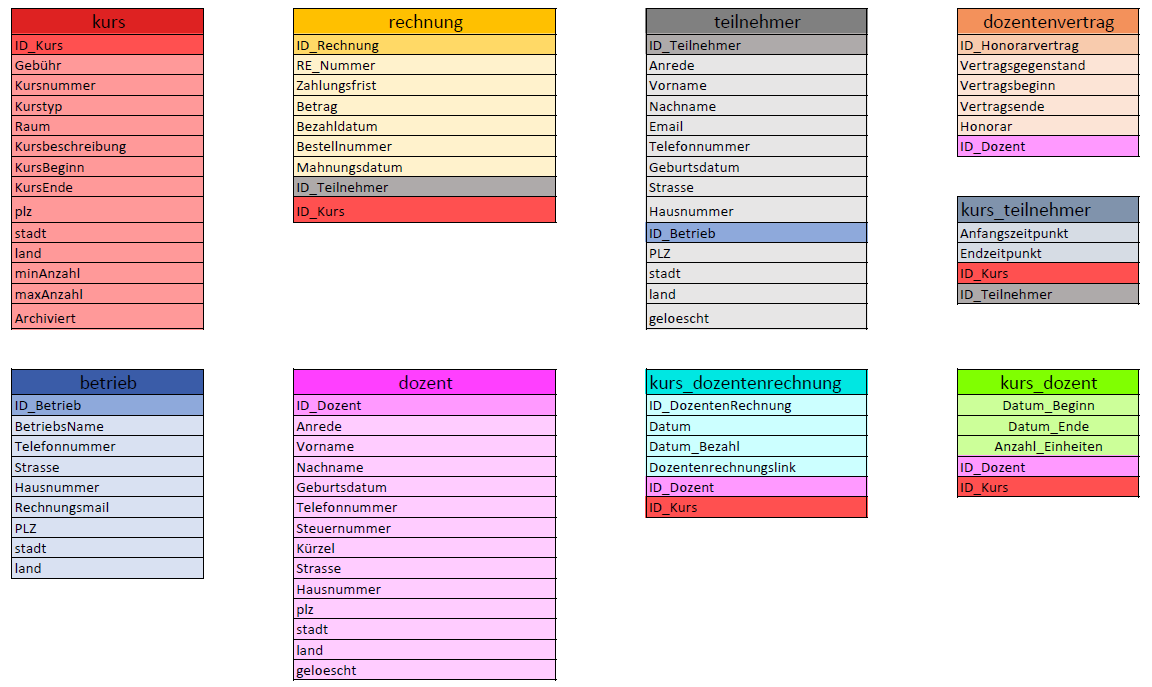 kurs
ID_Kurs
Gebühr
Kursnummer
Kurstyp
Raum
Kursbeschreibung
KursBeginn
KursEnde
plz
stadt
land
minAnzahl
maxAnzahl
Archiviert
rechnung
ID_Rechnung
RE_Nummer
Zahlungsfrist
Betrag
Bezahldatum
Bestellnummer
Mahnungsdatum
ID_Teilnehmer
ID_Kurs
teilnehmer
ID_Teilnehmer
Anrede
Vorname
Nachname
Email
Telefonnummer
Geburtsdatum
Strasse
Hausnummer
ID_Betrieb
PLZ
stadt
land
geloescht
dozentenvertrag
ID_Honorarvertrag
Vertragsgegenstand
Vertragsbeginn
Vertragsende
Honorar
ID_Dozent
kurs_teilnehmer
Anfangszeitpunkt
Endzeitpunkt
ID_Kurs
ID_Teilnehmer
betrieb
ID_Betrieb
BetriebsName
Telefonnummer
Strasse
Hausnummer
Rechnungsmail
PLZ
stadt
land
dozent
ID_Dozent
Anrede
Vorname
Nachname
Geburtsdatum
Telefonnummer
Steuernummer
Kürzel
Strasse
Hausnummer
plz
stadt
land
geloescht
kurs_dozentenrechnung
ID_DozentenRechnung
Datum
Datum_Bezahl
Dozentenrechnungslink
ID_Dozent
ID_Kurs
kurs_dozent
Datum_Beginn
Datum_Ende
Anzahl_Einheiten
ID_Dozent
ID_Kurs